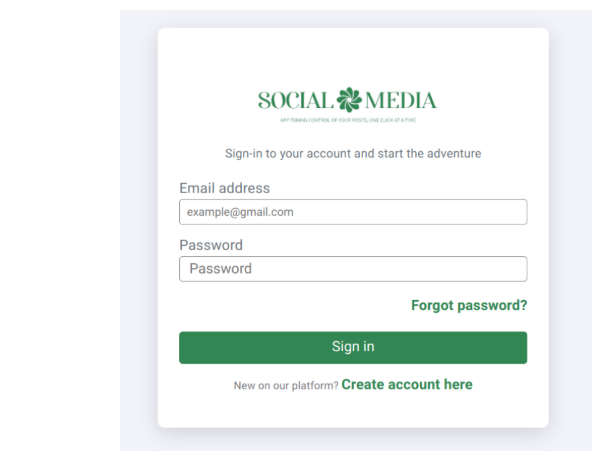 SOCIAL MEDIA
APP TAKING CONTROL OF YOUR POSTS, ONE CLICK AT A TIME
Sign-in to your account and start the adventure
Email address
example@gmail.com
Password
Password
Forgot password?
Sign in
New on our platform? Create account here